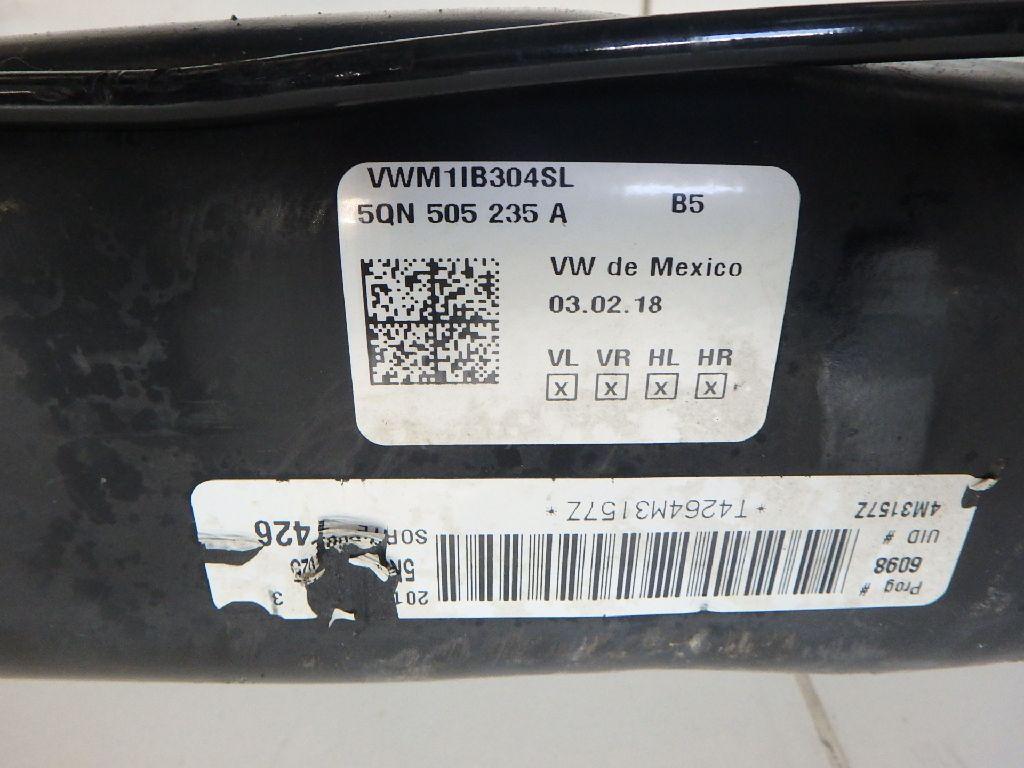 VWM1IB304SL
5QN 505 235 A
B5
VW de Mexico
03.02.18
VL VR HL HR
X X X X
Prog # 6098
UID # 4M3157Z
* T4264M3157Z *
426
3